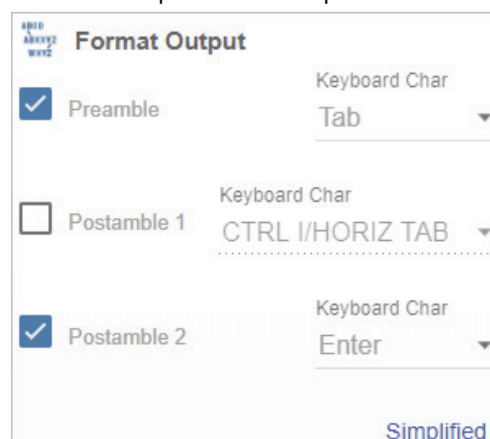 ABCD
ABXXYZ
WXYZ
Format Output
Keyboard Char
Preamble
Tab
Keyboard Char
Postamble 1
CTRL I/HORIZ TAB
Keyboard Char
Postamble 2
Enter
Simplified